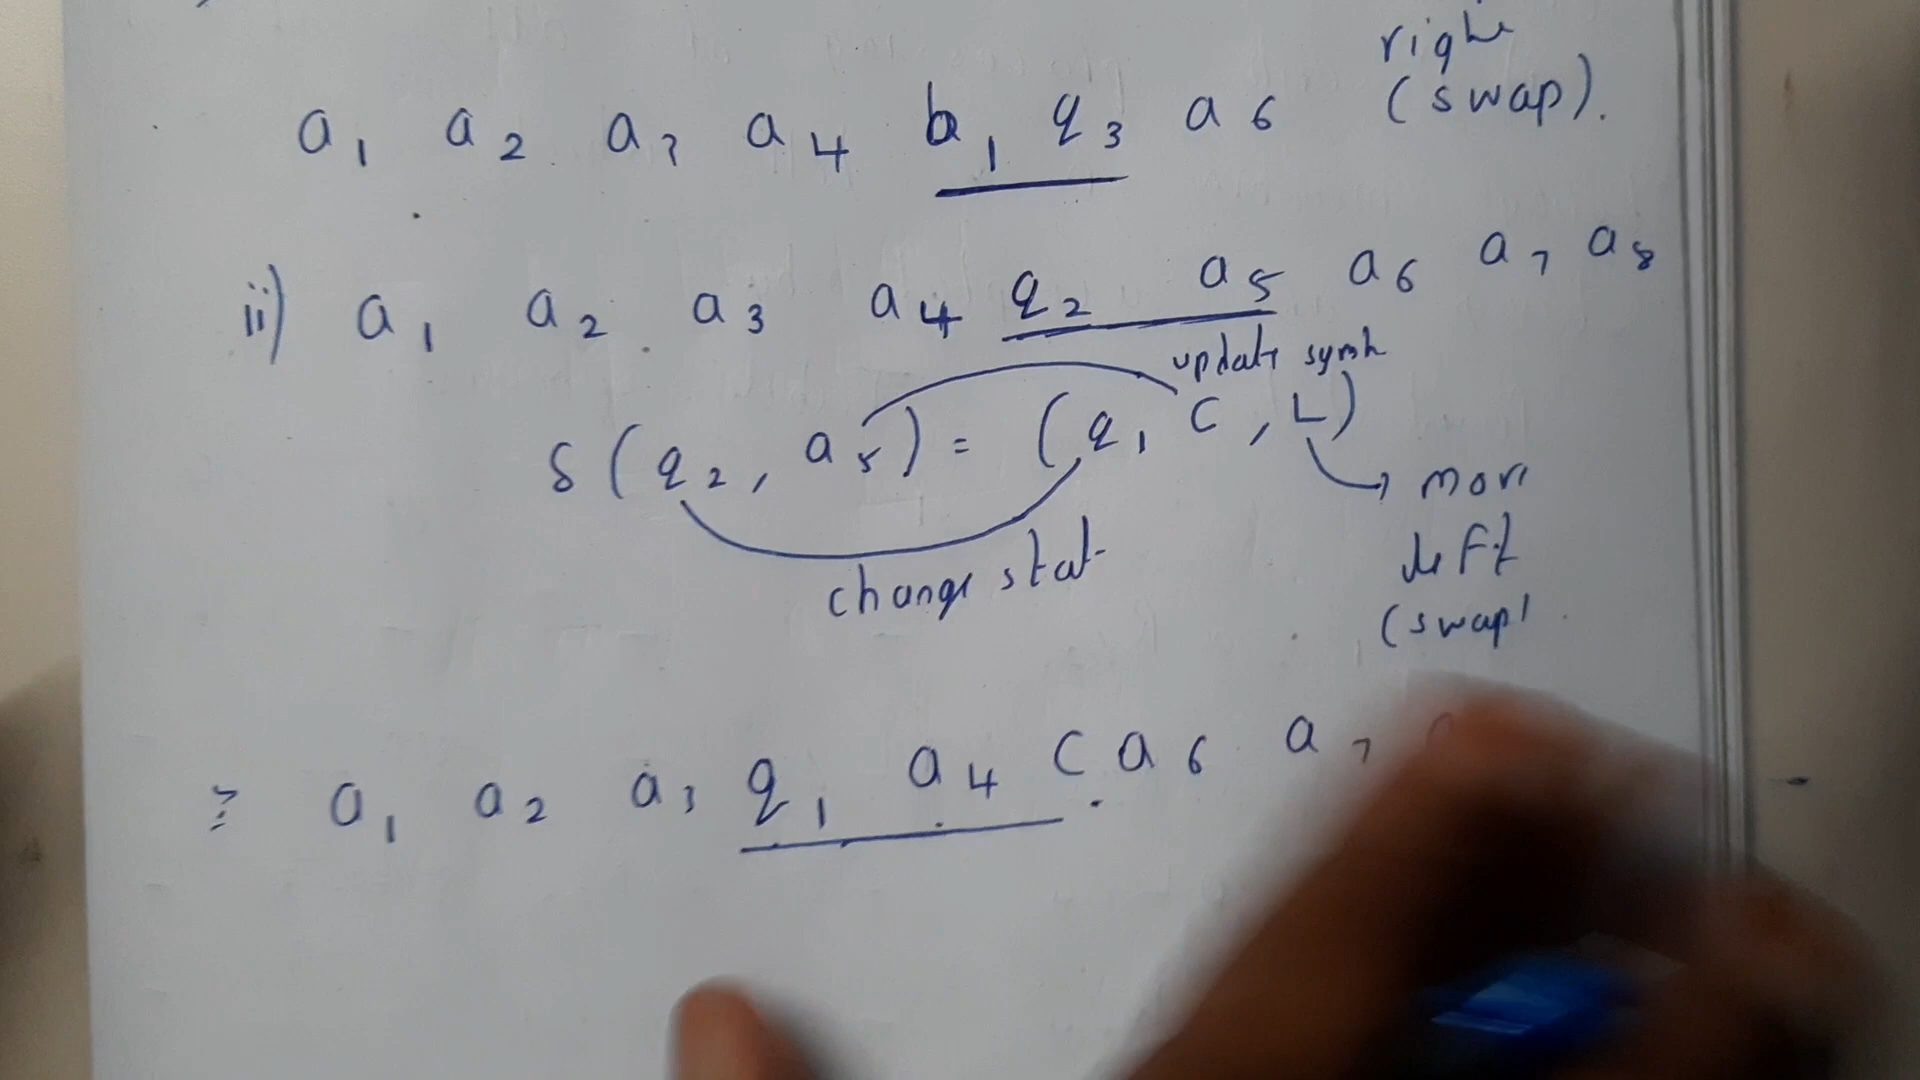 right
a1 a2 a3 a4 b1 q3 a6 (swap).
ii) a1 a2 a3 a4 q2 a5 a6 a7 a8
update symb
δ(q2, a5) = (q1 C, L)
→ move
left
change stat
(swap)
a1 a2 a3 q1 a4 C a6 a7